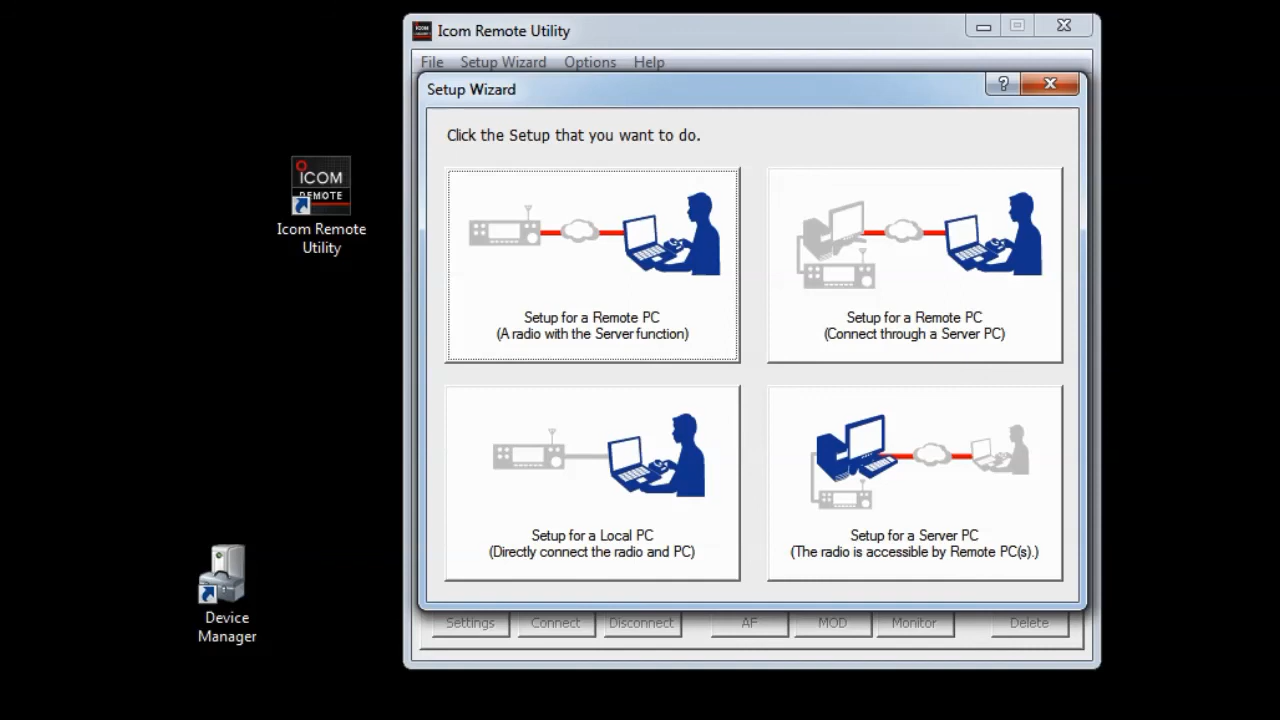 Icom Remote Utility
File Setup Wizard Options Help
Setup Wizard
?
Click the Setup that you want to do.
Setup for a Remote PC
(A radio with the Server function)
Setup for a Remote PC
(Connect through a Server PC)
Setup for a Local PC
(Directly connect the radio and PC)
Setup for a Server PC
(The radio is accessible by Remote PC(s).)
Settings Connect Disconnect AF MOD Monitor Delete
ICOM
REMOTE
Icom Remote
Utility
Device
Manager